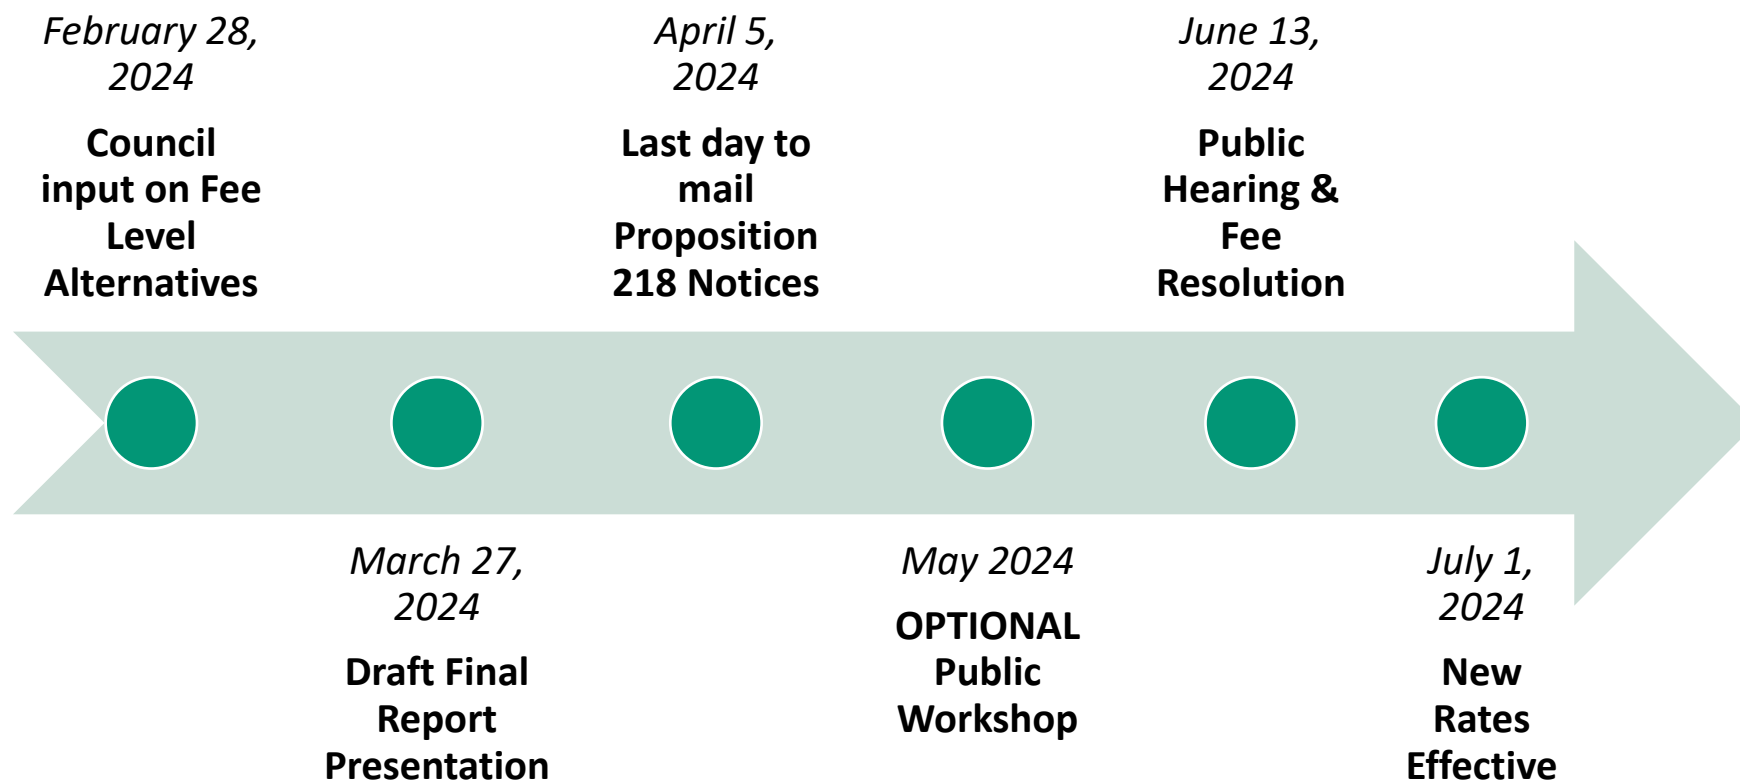 February 28,
2024
Council
input on Fee
Level
Alternatives
March 27,
2024
Draft Final
Report
Presentation
April 5,
2024
Last day to
mail
Proposition
218 Notices
May 2024
OPTIONAL
Public
Workshop
June 13,
2024
Public
Hearing &
Fee
Resolution
July 1,
2024
New
Rates
Effective